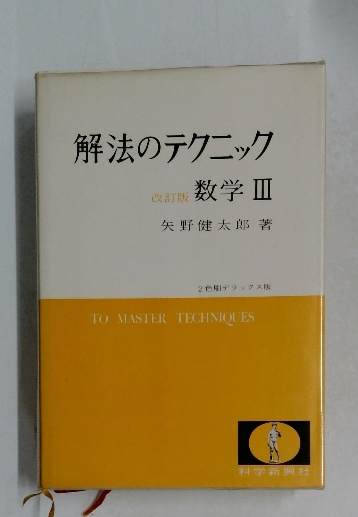 解法のテクニック
改訂版 数学 III
矢野健太郎 著
2色刷デラックス版
TO MASTER TECHNIQUES
科学新興社